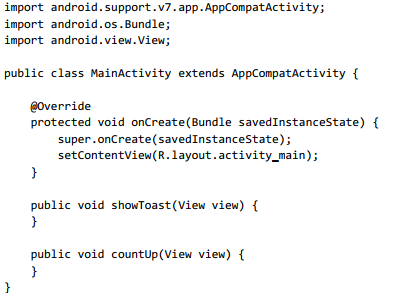 import android.support.v7.app.AppCompatActivity;
import android.os.Bundle;
import android.view.View;

public class MainActivity extends AppCompatActivity {

    @Override
    protected void onCreate(Bundle savedInstanceState) {
        super.onCreate(savedInstanceState);
        setContentView(R.layout.activity_main);
    }

    public void showToast(View view) {
    }

    public void countUp(View view) {
    }
}